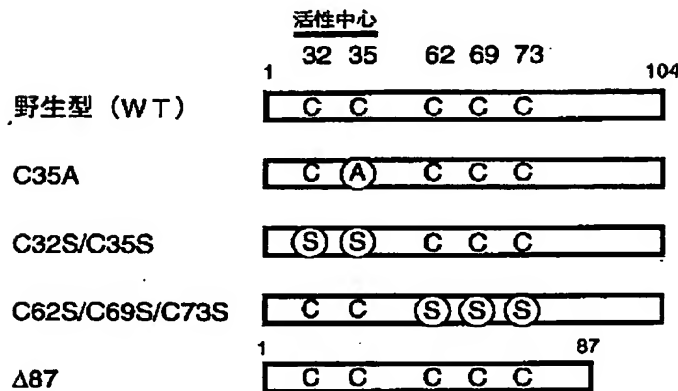 活性中心
32 35 62 69 73
1 104
野生型（WT） C C C C C
C35A C A C C C
C32S/C35S S S C C C
C62S/C69S/C73S C C S S S
1 87
Δ87 C C C C C